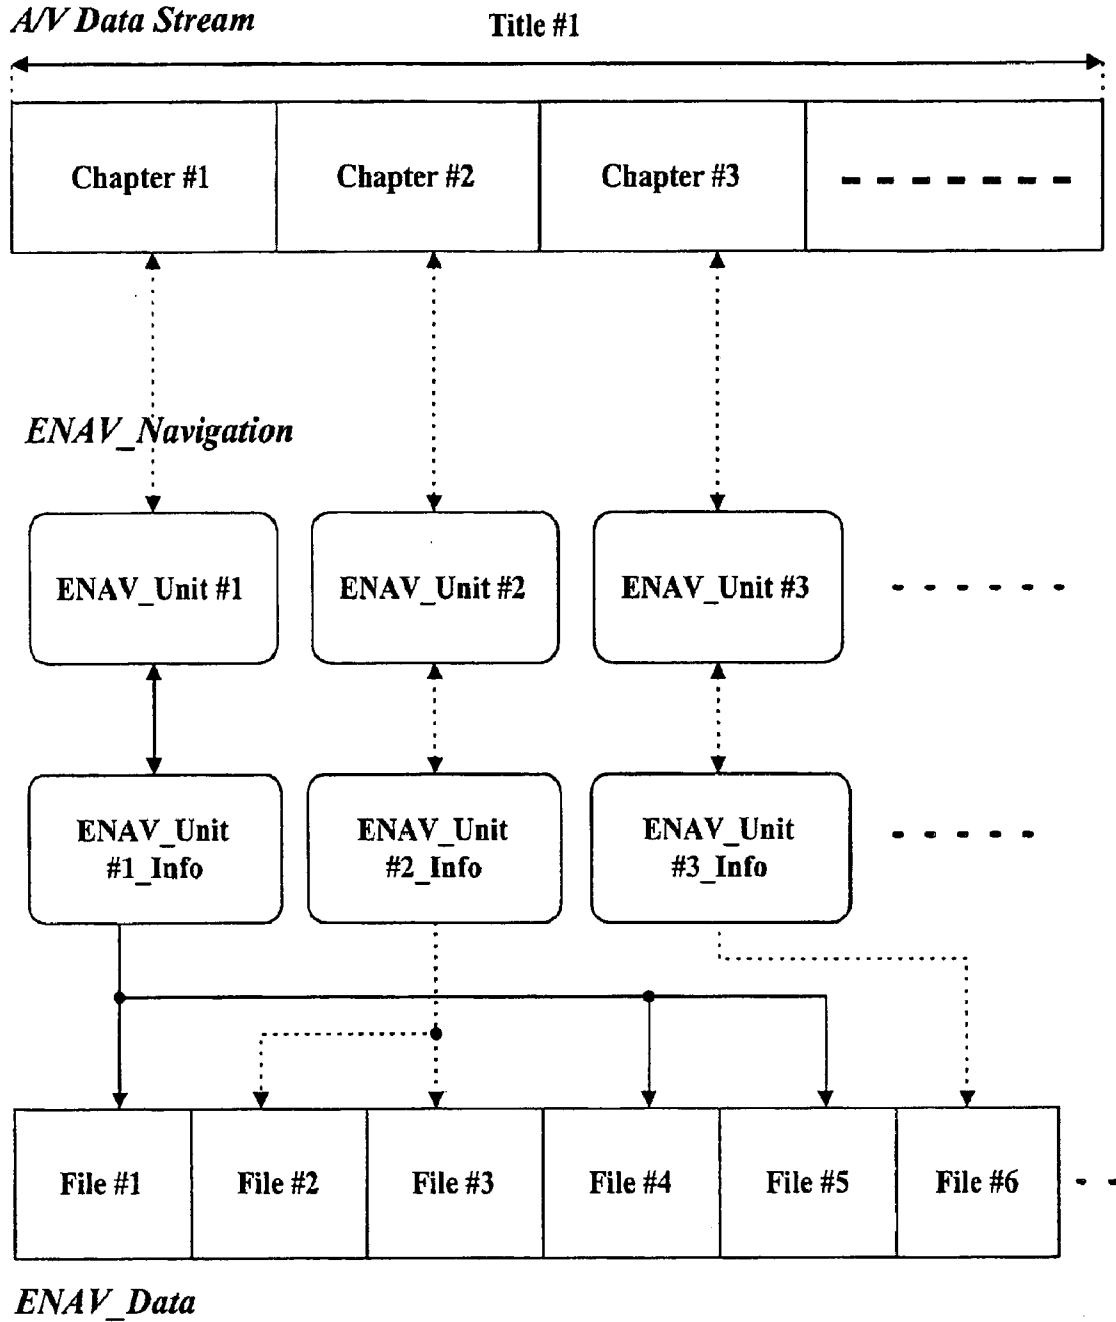 A/V Data Stream
Title #1
Chapter #1
Chapter #2
Chapter #3
ENAV_Navigation
ENAV_Unit #1
ENAV_Unit #2
ENAV_Unit #3
ENAV_Unit
#1_Info
ENAV_Unit
#2_Info
ENAV_Unit
#3_Info
File #1
File #2
File #3
File #4
File #5
File #6
ENAV_Data